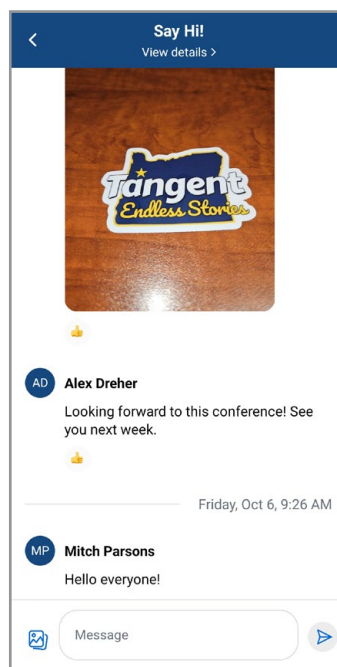 Say Hi!
View details >
Tangent
Endless Stories
AD
Alex Dreher
Looking forward to this conference! See
you next week.
Friday, Oct 6, 9:26 AM
MP
Mitch Parsons
Hello everyone!
Message